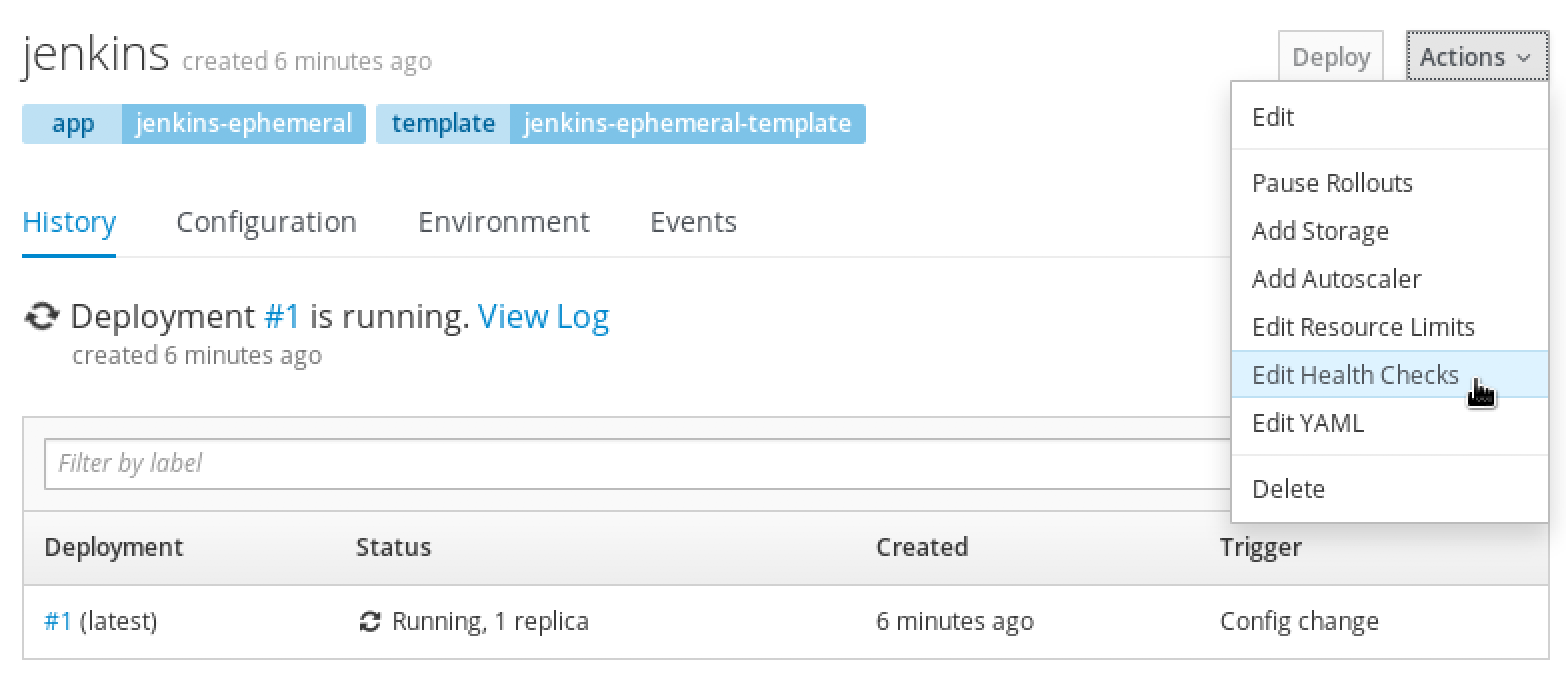 jenkins created 6 minutes ago
Deploy
Actions
app jenkins-ephemeral template jenkins-ephemeral-template
Edit
Pause Rollouts
Add Storage
Add Autoscaler
Edit Resource Limits
Edit Health Checks
Edit YAML
Delete
History Configuration Environment Events
Deployment #1 is running. View Log
created 6 minutes ago
Filter by label
Deployment Status Created Trigger
#1 (latest) Running, 1 replica 6 minutes ago Config change